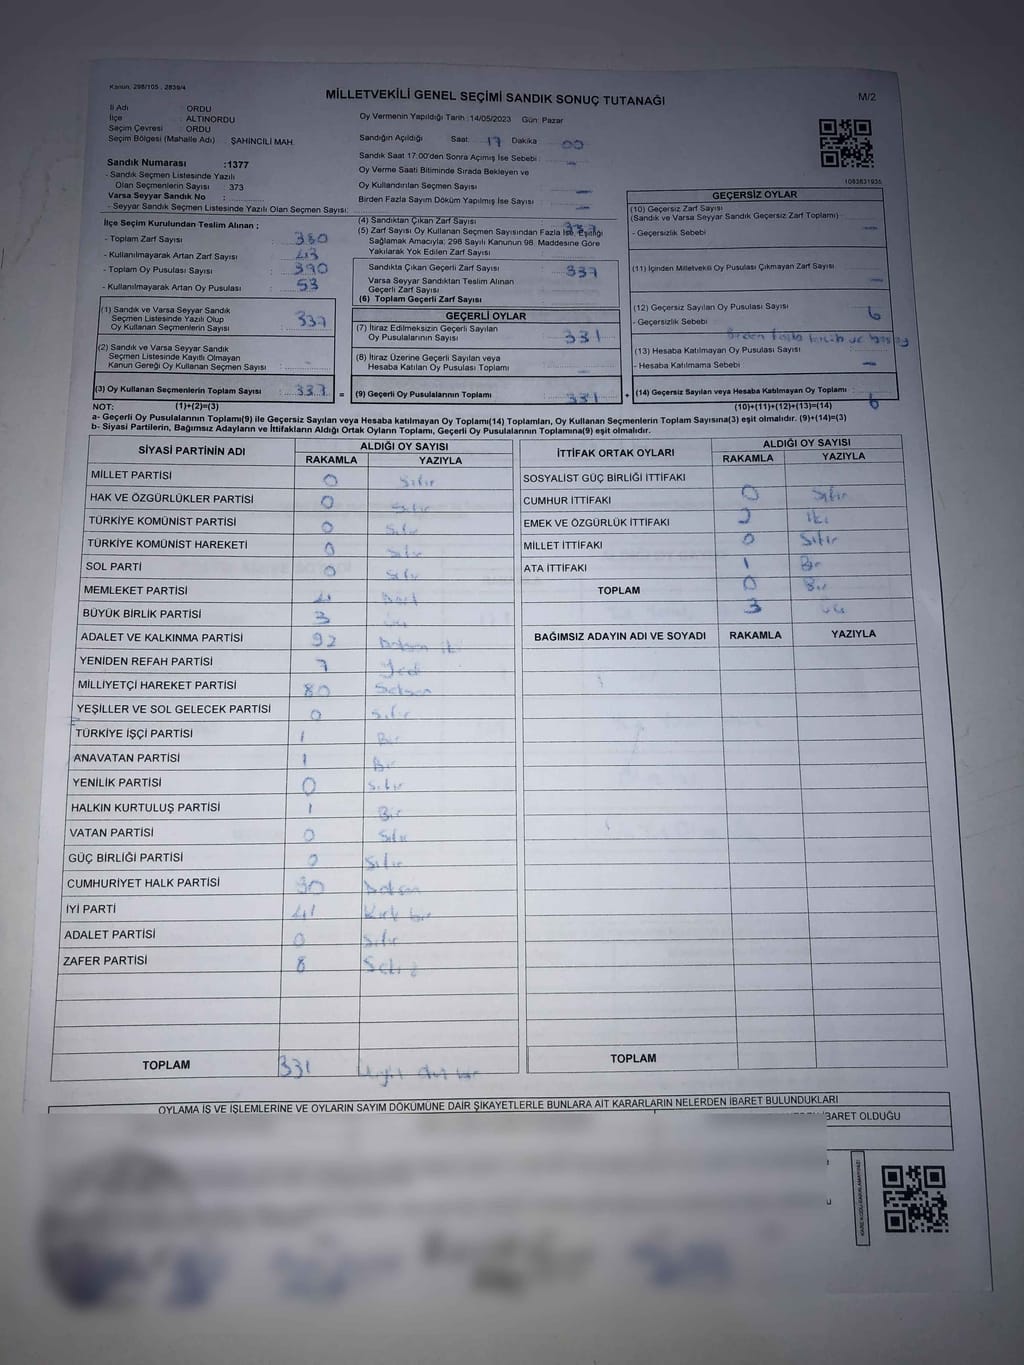 Kanun: 298/105 , 2839/4
MİLLETVEKİLİ GENEL SEÇİMİ SANDIK SONUÇ TUTANAĞI
M/2
İl Adı ORDU
İlçe ALTINORDU
Seçim Çevresi ORDU
Seçim Bölgesi (Mahalle Adı) ŞAHİNCİLİ MAH.
Oy Vermenin Yapıldığı Tarih :14/05/2023 Gün: Pazar
Sandığın Açıldığı Saat 17 Dakika 00
Sandık Saat 17:00'den Sonra Açımış İse Sebebi : —
Oy Verme Saati Bitiminde Sırada Bekleyen ve
Oy Kullandırılan Seçmen Sayısı —
Birden Fazla Sayım Döküm Yapılmış İse Sayısı : —
1083831935
Sandık Numarası :1377
- Sandık Seçmen Listesinde Yazılı
Olan Seçmenlerin Sayısı : 373
Varsa Seyyar Sandık No :
- Seyyar Sandık Seçmen Listesinde Yazılı Olan Seçmen Sayısı:
İlçe Seçim Kurulundan Teslim Alınan ;
- Toplam Zarf Sayısı : 380
- Kullanılmayarak Artan Zarf Sayısı : 43
- Toplam Oy Pusulası Sayısı : 390
- Kullanılmayarak Artan Oy Pusulası : 53
(1) Sandık ve Varsa Seyyar Sandık
Seçmen Listesinde Yazılı Olup
Oy Kullanan Seçmenlerin Sayısı : 337
(2) Sandık ve Varsa Seyyar Sandık
Seçmen Listesinde Kayıtlı Olmayan
Kanun Gereği Oy Kullanan Seçmen Sayısı :
(3) Oy Kullanan Seçmenlerin Toplam Sayısı : 337
(4) Sandıktan Çıkan Zarf Sayısı : 337
(5) Zarf Sayısı Oy Kullanan Seçmen Sayısından Fazla İse, Eşitliği
Sağlamak Amacıyla; 298 Sayılı Kanunun 98. Maddesine Göre
Yakılarak Yok Edilen Zarf Sayısı : —
Sandıkta Çıkan Geçerli Zarf Sayısı : 337
Varsa Seyyar Sandıktan Teslim Alınan
Geçerli Zarf Sayısı
(6) Toplam Geçerli Zarf Sayısı :
GEÇERLİ OYLAR
(7) İtiraz Edilmeksizin Geçerli Sayılan
Oy Pusulalarının Sayısı : 331
(8) İtiraz Üzerine Geçerli Sayılan veya
Hesaba Katılan Oy Pusulası Toplamı : —
= (9) Geçerli Oy Pusulalarının Toplamı : 331
GEÇERSİZ OYLAR
(10) Geçersiz Zarf Sayısı
(Sandık ve Varsa Seyyar Sandık Geçersiz Zarf Toplamı) :
- Geçersizlik Sebebi : —
(11) İçinden Milletvekili Oy Pusulası Çıkmayan Zarf Sayısı : —
(12) Geçersiz Sayılan Oy Pusulası Sayısı : 6
- Geçersizlik Sebebi : Birden fazla
(13) Hesaba Katılmayan Oy Pusulası Sayısı :
- Hesaba Katılmama Sebebi : —
+ (14) Geçersiz Sayılan veya Hesaba Katılmayan Oy Toplamı : 6
NOT: (1)+(2)=(3)
(10)+(11)+(12)+(13)=(14)
a- Geçerli Oy Pusulalarının Toplamı(9) ile Geçersiz Sayılan veya Hesaba katılmayan Oy Toplamı(14) Toplamları, Oy Kullanan Seçmenlerin Toplam Sayısına(3) eşit olmalıdır. (9)+(14)=(3)
b- Siyasi Partilerin, Bağımsız Adayların ve İttifakların Aldığı Ortak Oyların Toplamı, Geçerli Oy Pusulalarının Toplamına(9) eşit olmalıdır.
SİYASİ PARTİNİN ADI ALDIĞI OY SAYISI
RAKAMLA YAZIYLA
MİLLET PARTİSİ 0 Sıfır
HAK VE ÖZGÜRLÜKLER PARTİSİ 0 Sıfır
TÜRKİYE KOMÜNİST PARTİSİ 0 Sıfır
TÜRKİYE KOMÜNİST HAREKETİ 0 Sıfır
SOL PARTİ 0 Sıfır
MEMLEKET PARTİSİ 4
BÜYÜK BİRLİK PARTİSİ 3 Üç
ADALET VE KALKINMA PARTİSİ 92 Doksan iki
YENİDEN REFAH PARTİSİ 7 Yedi
MİLLİYETÇİ HAREKET PARTİSİ 80 Seksen
YEŞİLLER VE SOL GELECEK PARTİSİ 0 Sıfır
TÜRKİYE İŞÇİ PARTİSİ 1 Bir
ANAVATAN PARTİSİ 1 Bir
YENİLİK PARTİSİ 0 Sıfır
HALKIN KURTULUŞ PARTİSİ 1 Bir
VATAN PARTİSİ 0 Sıfır
GÜÇ BİRLİĞİ PARTİSİ 0 Sıfır
CUMHURİYET HALK PARTİSİ 90 Doksan
İYİ PARTİ 41 Kırk bir
ADALET PARTİSİ 0 Sıfır
ZAFER PARTİSİ 8 Sekiz
TOPLAM 331
İTTİFAK ORTAK OYLARI ALDIĞI OY SAYISI
RAKAMLA YAZIYLA
SOSYALİST GÜÇ BİRLİĞİ İTTİFAKI 0 Sıfır
CUMHUR İTTİFAKI 2 İki
EMEK VE ÖZGÜRLÜK İTTİFAKI 0 Sıfır
MİLLET İTTİFAKI 1 Bir
ATA İTTİFAKI 0 Bir
TOPLAM 3 Üç
BAĞIMSIZ ADAYIN ADI VE SOYADI RAKAMLA YAZIYLA
TOPLAM
OYLAMA İŞ VE İŞLEMLERİNE VE OYLARIN SAYIM DÖKÜMÜNE DAİR ŞİKAYETLERLE BUNLARA AİT KARARLARIN NELERDEN İBARET BULUNDUKLARI
İBARET OLDUĞU